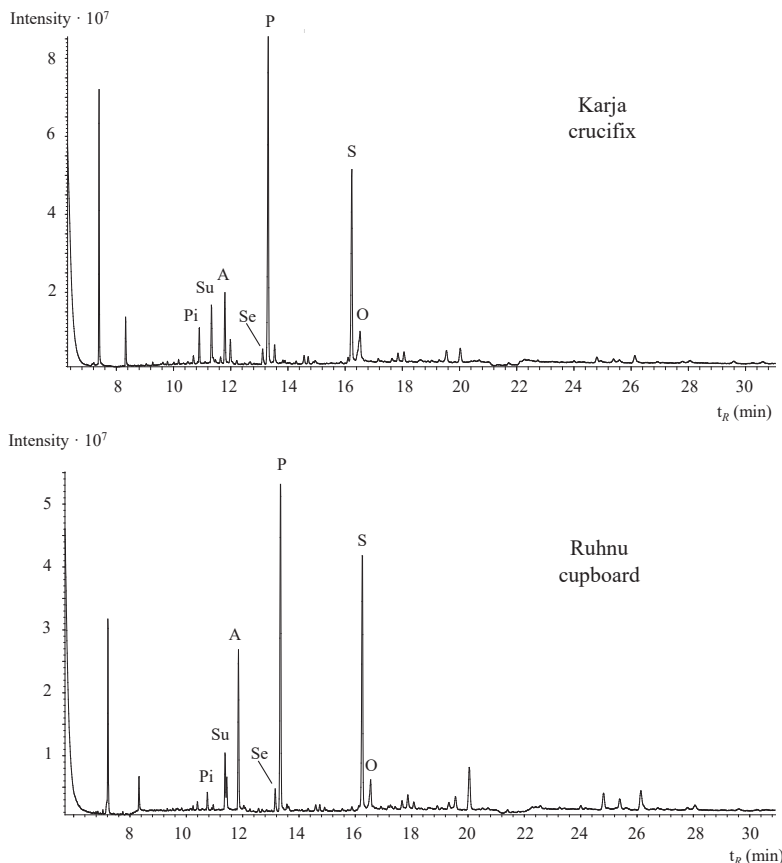 Intensity · 10⁷
P
8
Karja
crucifix
6
S
4
A
Su
2
Pi
Se
O
8 10 12 14 16 18 20 22 24 26 28 30
t_R (min)
Intensity · 10⁷
P
5
S
Ruhnu
cupboard
4
3
A
2
Su
Se
1
Pi
O
8 10 12 14 16 18 20 22 24 26 28 30
t_R (min)